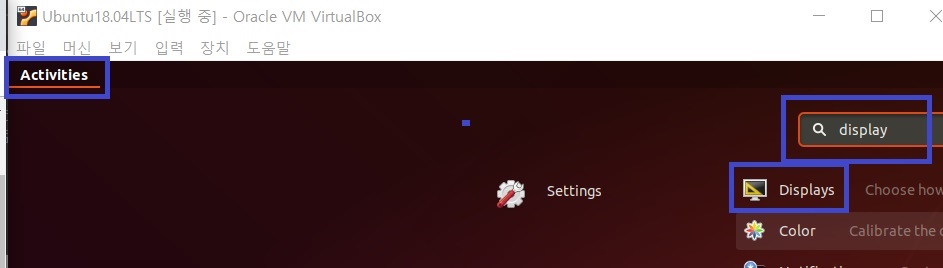 Ubuntu18.04LTS [실행 중] - Oracle VM VirtualBox
파일 머신 보기 입력 장치 도움말
Activities
display
Settings
Displays Choose how
Color Calibrate the